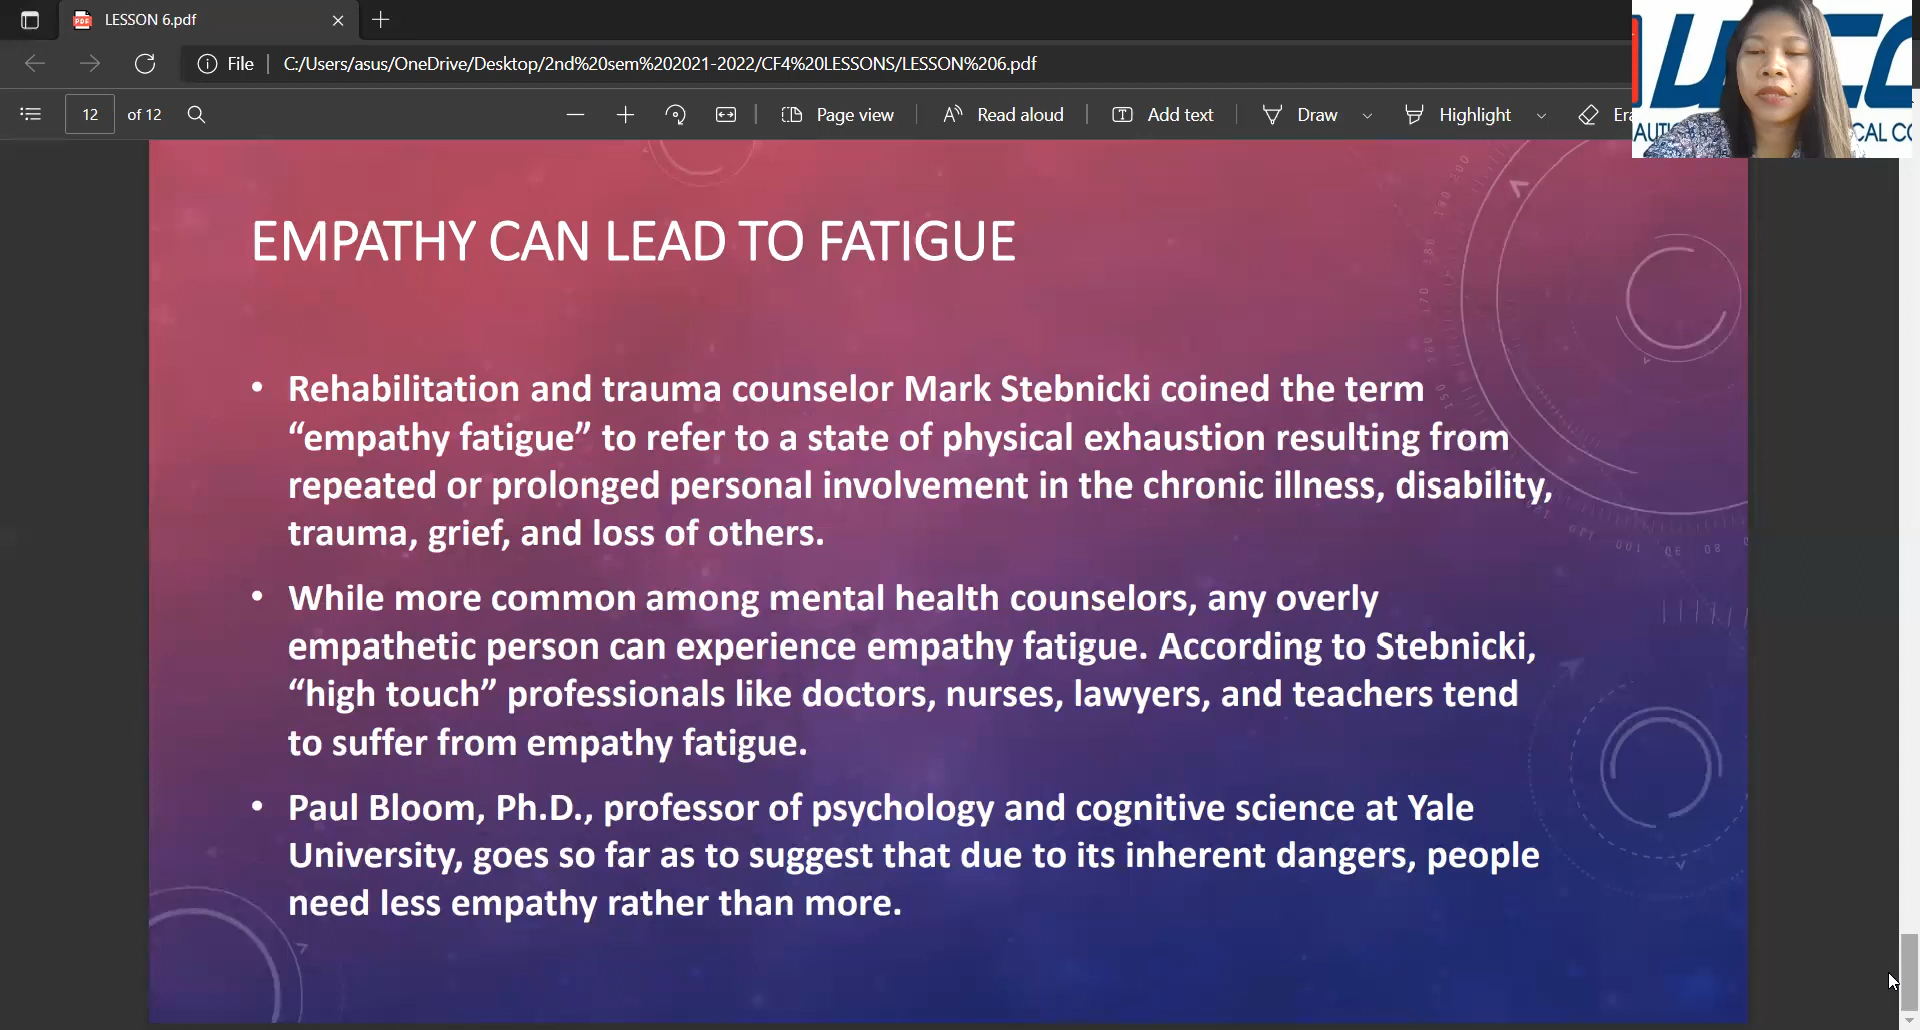 LESSON 6.pdf
File
C:/Users/asus/OneDrive/Desktop/2nd%20sem%202021-2022/CF4%20LESSONS/LESSON%206.pdf
12 of 12
Page view
Read aloud
Add text
Draw
Highlight
CAL CO
EMPATHY CAN LEAD TO FATIGUE
• Rehabilitation and trauma counselor Mark Stebnicki coined the term
“empathy fatigue” to refer to a state of physical exhaustion resulting from
repeated or prolonged personal involvement in the chronic illness, disability,
trauma, grief, and loss of others.
• While more common among mental health counselors, any overly
empathetic person can experience empathy fatigue. According to Stebnicki,
“high touch” professionals like doctors, nurses, lawyers, and teachers tend
to suffer from empathy fatigue.
• Paul Bloom, Ph.D., professor of psychology and cognitive science at Yale
University, goes so far as to suggest that due to its inherent dangers, people
need less empathy rather than more.